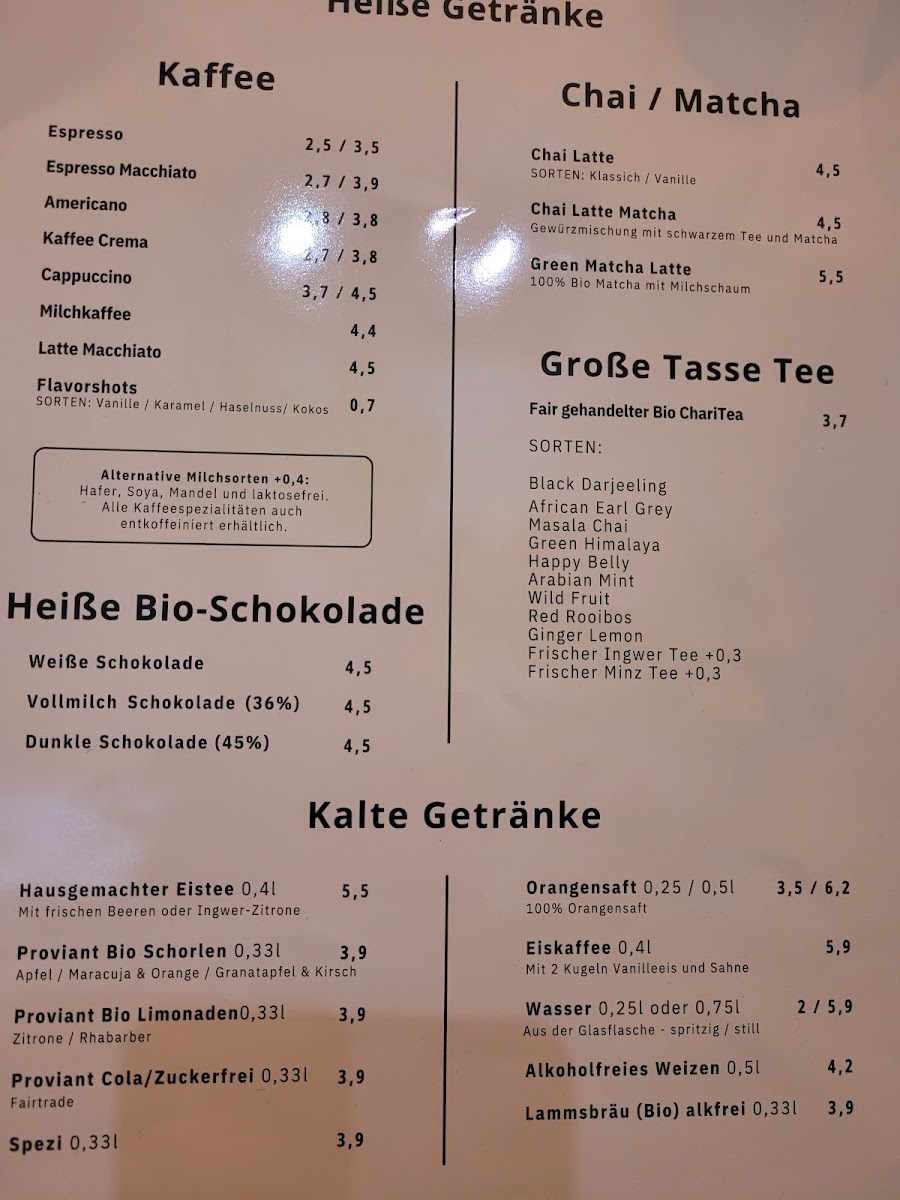 Heiße Getränke
Kaffee
Espresso 2,5 / 3,5
Espresso Macchiato 2,7 / 3,9
Americano 2,8 / 3,8
Kaffee Crema 2,7 / 3,8
Cappuccino 3,7 / 4,5
Milchkaffee 4,4
Latte Macchiato 4,5
Flavorshots
SORTEN: Vanille / Karamel / Haselnuss/ Kokos 0,7
Alternative Milchsorten +0,4:
Hafer, Soya, Mandel und laktosefrei.
Alle Kaffeespezialitäten auch
entkoffeiniert erhältlich.
Heiße Bio-Schokolade
Weiße Schokolade 4,5
Vollmilch Schokolade (36%) 4,5
Dunkle Schokolade (45%) 4,5
Chai / Matcha
Chai Latte 4,5
SORTEN: Klassich / Vanille
Chai Latte Matcha 4,5
Gewürzmischung mit schwarzem Tee und Matcha
Green Matcha Latte 5,5
100% Bio Matcha mit Milchschaum
Große Tasse Tee
Fair gehandelter Bio ChariTea 3,7
SORTEN:
Black Darjeeling
African Earl Grey
Masala Chai
Green Himalaya
Happy Belly
Arabian Mint
Wild Fruit
Red Rooibos
Ginger Lemon
Frischer Ingwer Tee +0,3
Frischer Minz Tee +0,3
Kalte Getränke
Hausgemachter Eistee 0,4l 5,5
Mit frischen Beeren oder Ingwer-Zitrone
Proviant Bio Schorlen 0,33l 3,9
Apfel / Maracuja & Orange / Granatapfel & Kirsch
Proviant Bio Limonaden0,33l 3,9
Zitrone / Rhabarber
Proviant Cola/Zuckerfrei 0,33l 3,9
Fairtrade
Spezi 0,33l 3,9
Orangensaft 0,25 / 0,5l 3,5 / 6,2
100% Orangensaft
Eiskaffee 0,4l 5,9
Mit 2 Kugeln Vanilleeis und Sahne
Wasser 0,25l oder 0,75l 2 / 5,9
Aus der Glasflasche - spritzig / still
Alkoholfreies Weizen 0,5l 4,2
Lammsbräu (Bio) alkfrei 0,33l 3,9